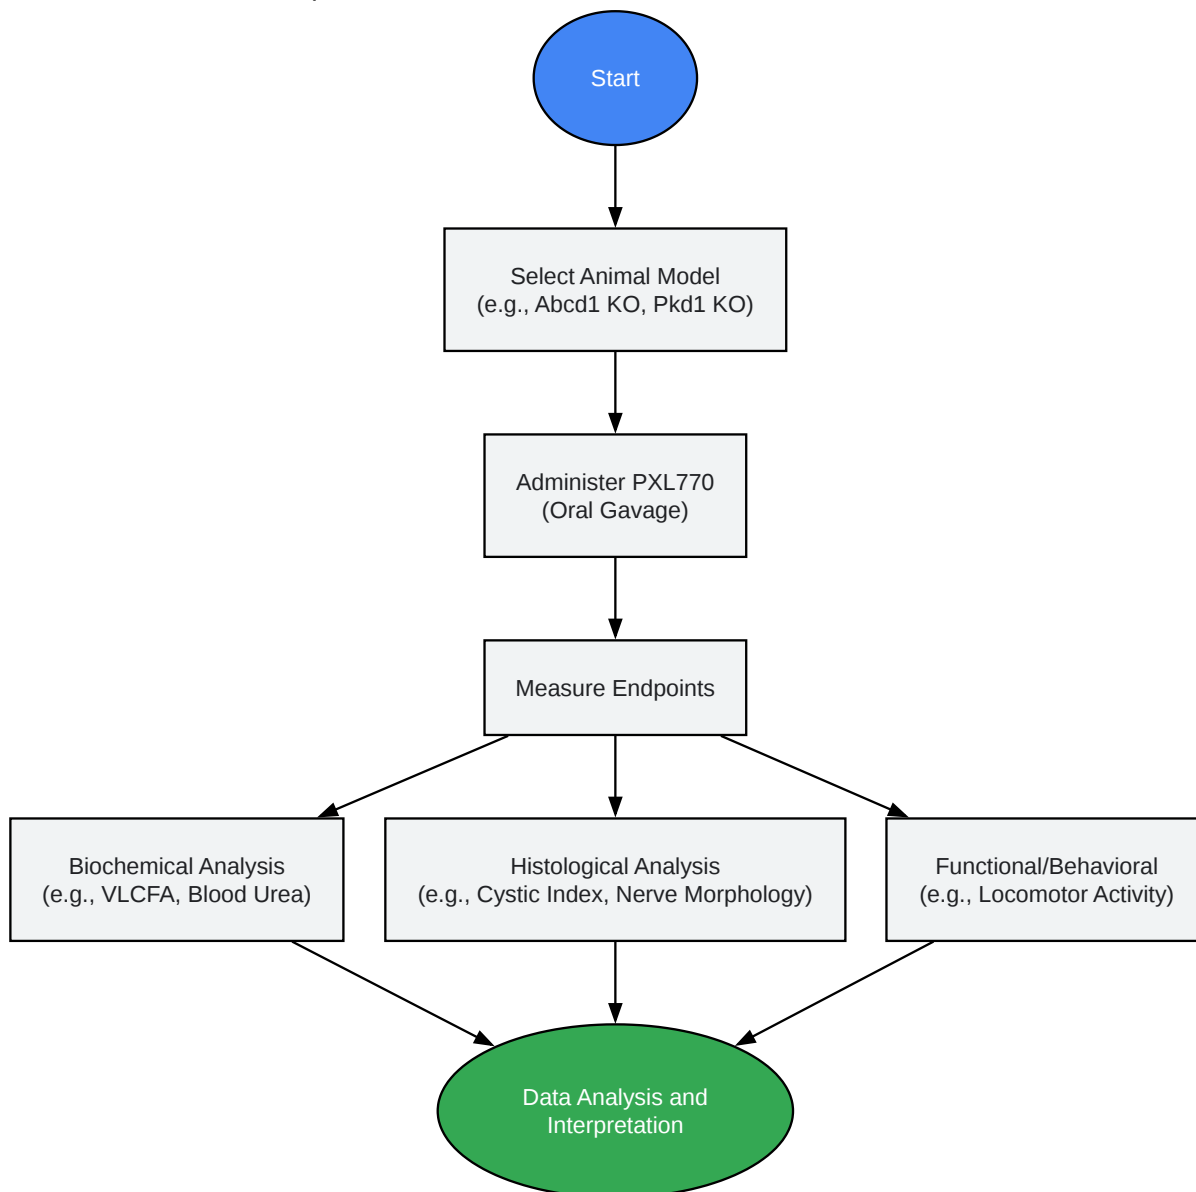 Start
Select Animal Model
(e.g., Abcd1 KO, Pkd1 KO)
Administer PXL770
(Oral Gavage)
Measure Endpoints
Biochemical Analysis
(e.g., VLCFA, Blood Urea)
Histological Analysis
(e.g., Cystic Index, Nerve Morphology)
Functional/Behavioral
(e.g., Locomotor Activity)
Data Analysis and
Interpretation